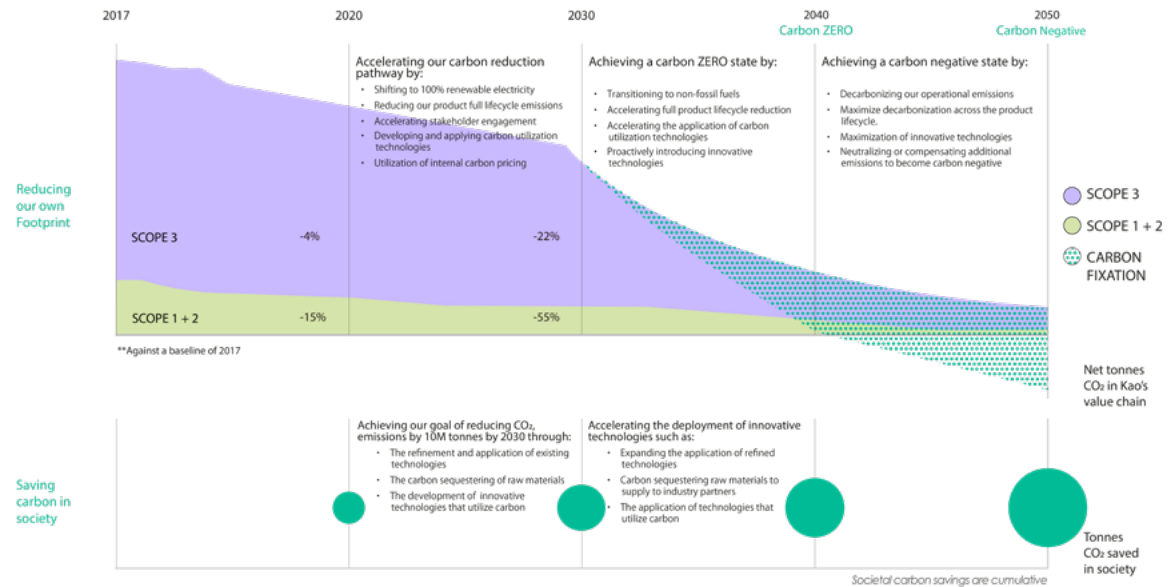 2017
2020
2030
2040
2050
Carbon ZERO
Carbon Negative
Accelerating our carbon reduction
pathway by:
• Shifting to 100% renewable electricity
• Reducing our product full lifecycle emissions
• Accelerating stakeholder engagement
• Developing and applying carbon utilization
technologies
• Utilization of internal carbon pricing
Achieving a carbon ZERO state by:
• Transitioning to non-fossil fuels
• Accelerating full product lifecycle reduction
• Accelerating the application of carbon
utilization technologies
• Proactively introducing innovative
technologies
Achieving a carbon negative state by:
• Decarbonizing our operational emissions
• Maximize decarbonization across the product
lifecycle.
• Maximization of innovative technologies
• Neutralizing or compensating additional
emissions to become carbon negative
Reducing
our own
Footprint
SCOPE 3
-4%
-22%
SCOPE 1 + 2
-15%
-55%
SCOPE 3
SCOPE 1 + 2
CARBON
FIXATION
**Against a baseline of 2017
Net tonnes
CO₂ in Kao's
value chain
Saving
carbon in
society
Achieving our goal of reducing CO₂,
emissions by 10M tonnes by 2030 through:
• The refinement and application of existing
technologies
• The carbon sequestering of raw materials
• The development of innovative
technologies that utilize carbon
Accelerating the deployment of innovative
technologies such as:
• Expanding the application of refined
technologies
• Carbon sequestering raw materials to
supply to industry partners
• The application of technologies that
utilize carbon
Tonnes
CO₂ saved
in society
Societal carbon savings are cumulative